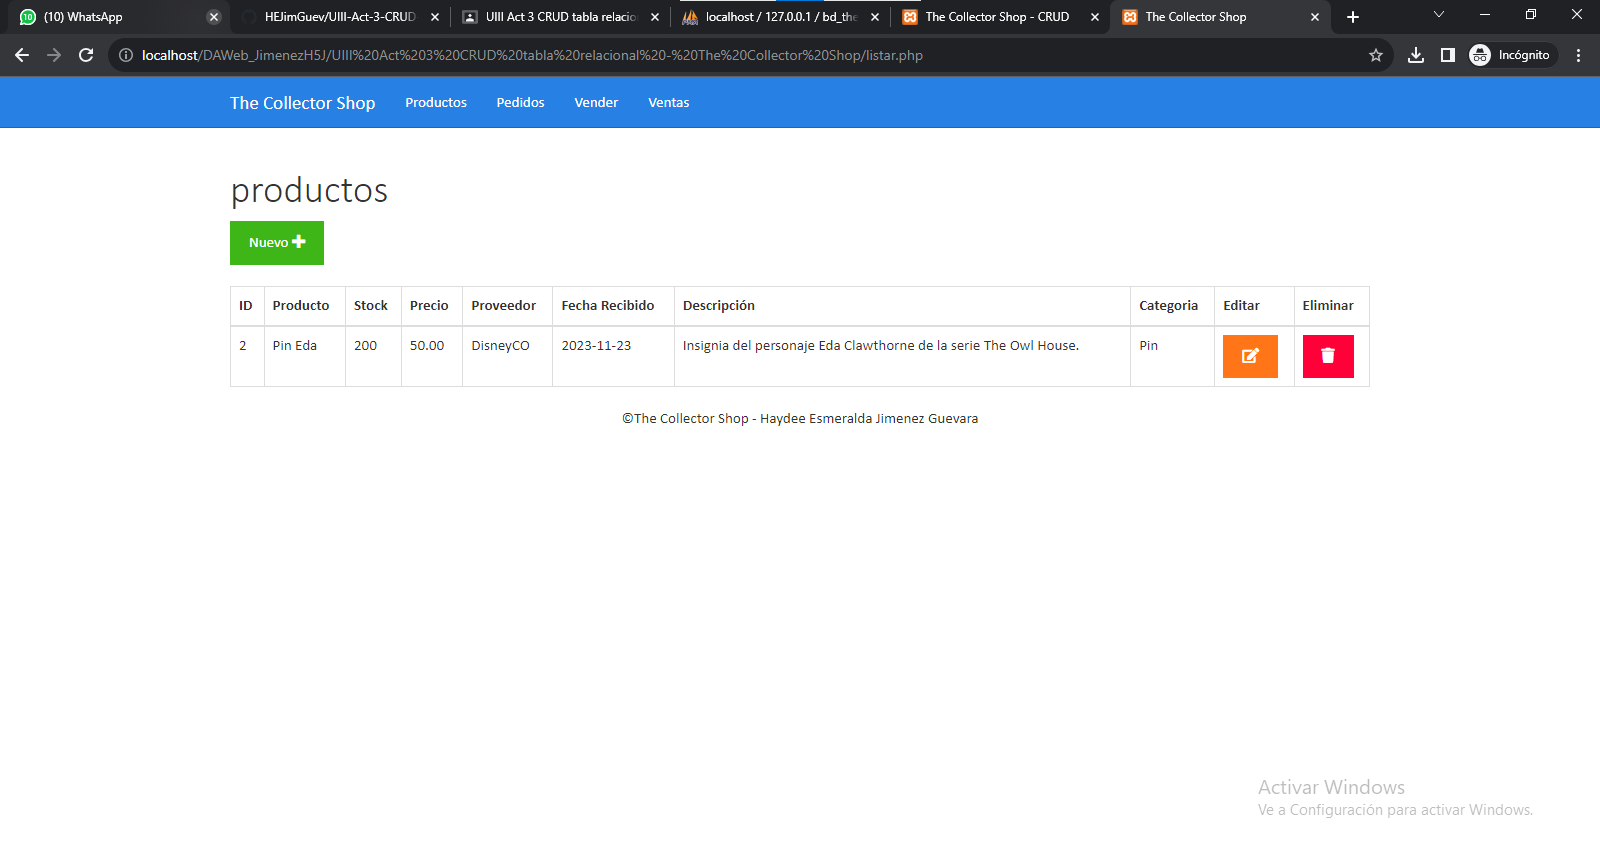 (10) WhatsApp
HEJimGuev/UIII-Act-3-CRUD
UIII Act 3 CRUD tabla relacio
localhost / 127.0.0.1 / bd_the
The Collector Shop - CRUD
The Collector Shop
localhost/DAWeb_JimenezH5J/UIII%20Act%203%20CRUD%20tabla%20relacional%20-%20The%20Collector%20Shop/listar.php
Incógnito
The Collector Shop Productos Pedidos Vender Ventas
productos
Nuevo
ID Producto Stock Precio Proveedor Fecha Recibido Descripción Categoria Editar Eliminar
2 Pin Eda 200 50.00 DisneyCO 2023-11-23 Insignia del personaje Eda Clawthorne de la serie The Owl House. Pin
©The Collector Shop - Haydee Esmeralda Jimenez Guevara
Activar Windows
Ve a Configuración para activar Windows.